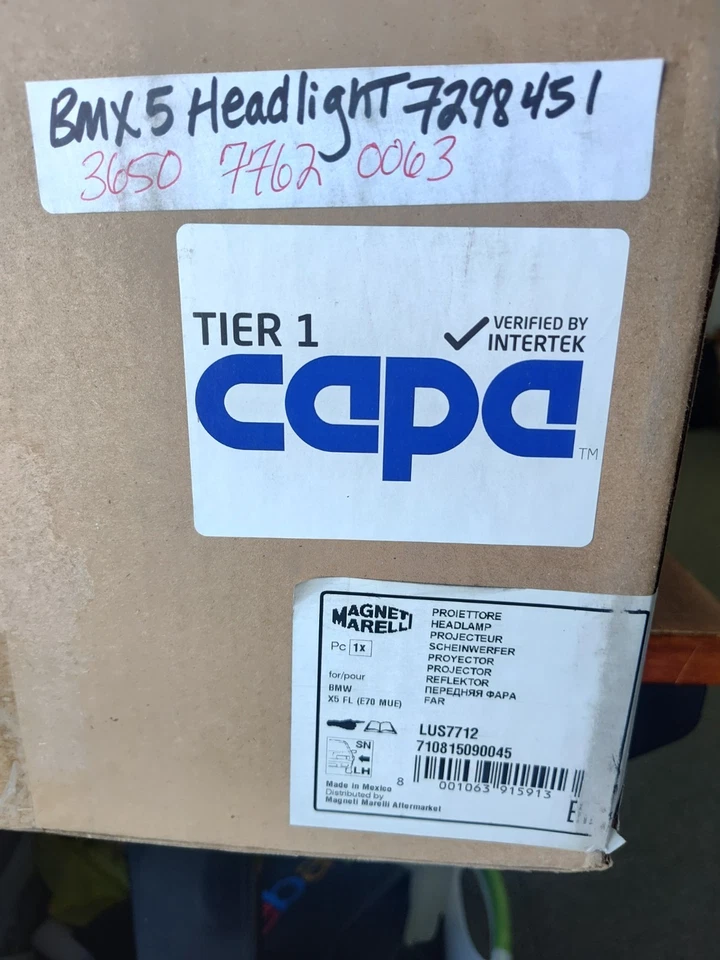 BMX5 Headlight 7298451
3650 7762 0063
TIER 1
VERIFIED BY
INTERTEK
capa
TM
MAGNETI
MARELLI
Pc 1x
for/pour
BMW
X5 FL (E70 MUE)
PROIETTORE
HEADLAMP
PROJECTEUR
SCHEINWERFER
PROYECTOR
PROJECTOR
REFLEKTOR
ПЕРЕДНЯЯ ФАРА
FAR
SN
LH
LUS7712
710815090045
8 001063 915913
Made in Mexico
Distributed by
Magneti Marelli Aftermarket